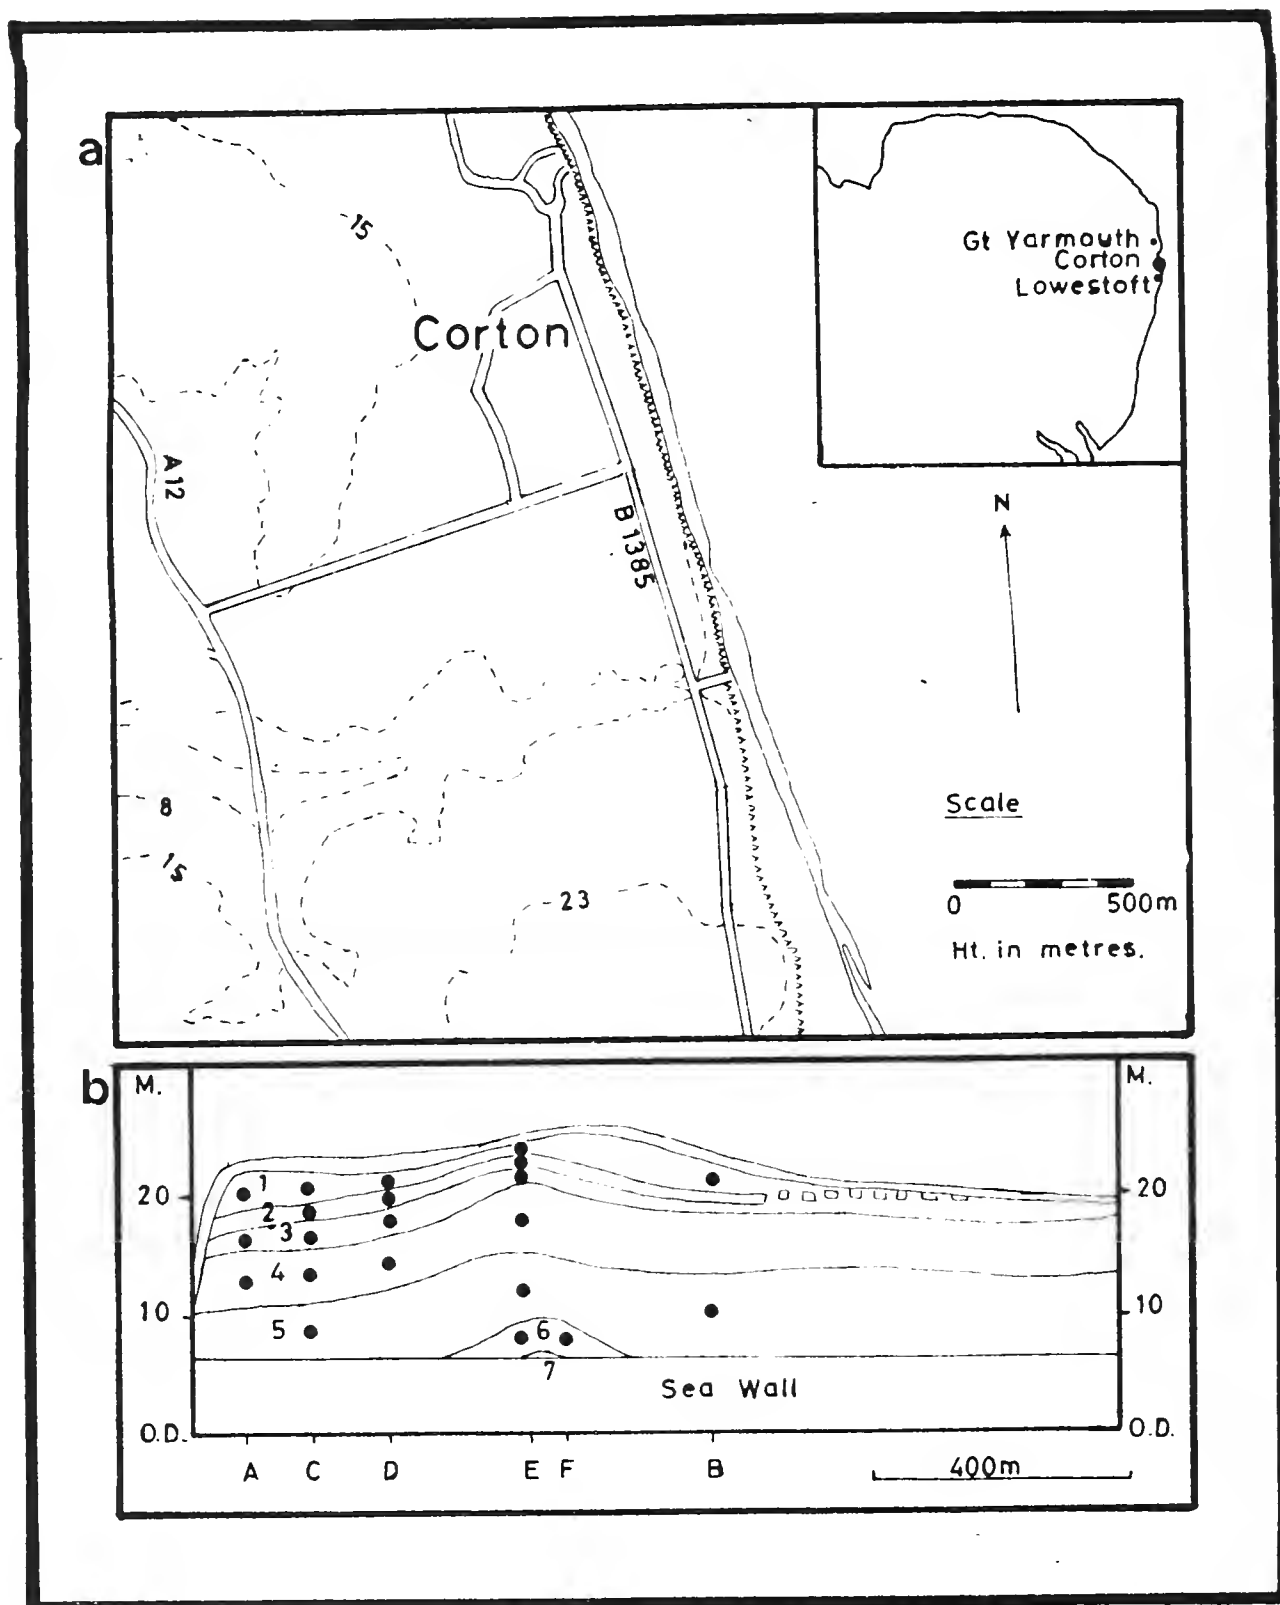 a
15
Gt Yarmouth
Corton
Lowestoft
Corton
A12
B1385
N
8
15
23
Scale
0 500m
Ht. in metres.
b
M. M.
20 1 20
2
3
4
10 10
5 6
7
Sea Wall
O.D. O.D.
A C D E F B 400m